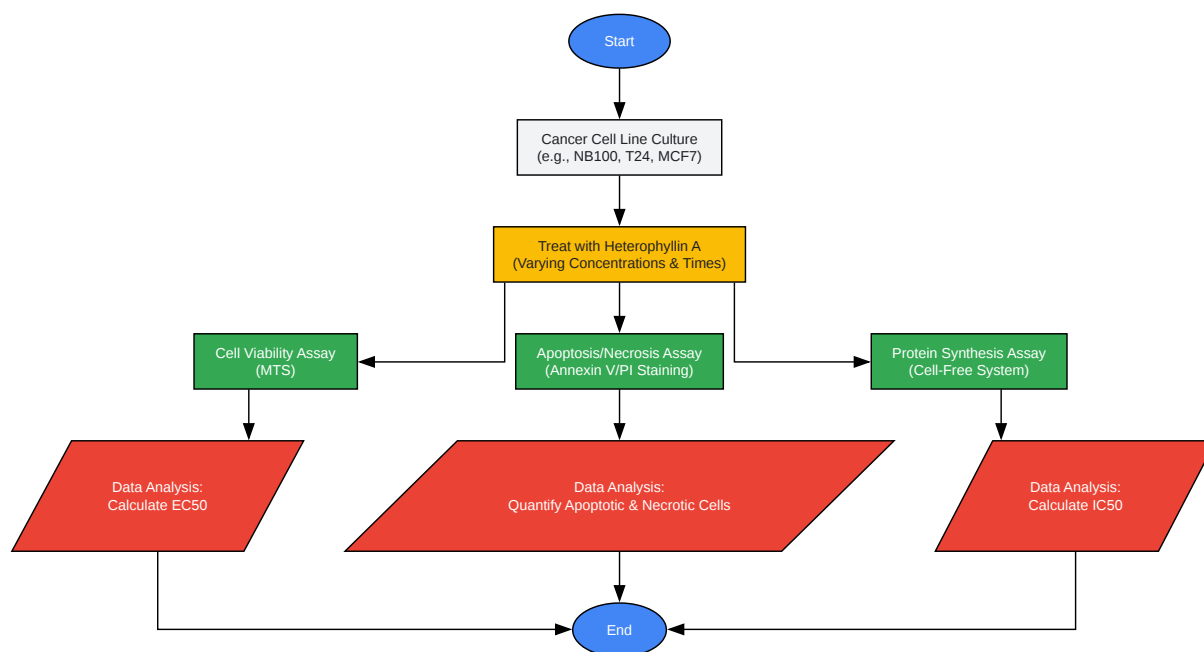 Start
Cancer Cell Line Culture
(e.g., NB100, T24, MCF7)
Treat with Heterophyllin A
(Varying Concentrations & Times)
Cell Viability Assay
(MTS)
Apoptosis/Necrosis Assay
(Annexin V/PI Staining)
Protein Synthesis Assay
(Cell-Free System)
Data Analysis:
Calculate EC50
Data Analysis:
Quantify Apoptotic & Necrotic Cells
Data Analysis:
Calculate IC50
End